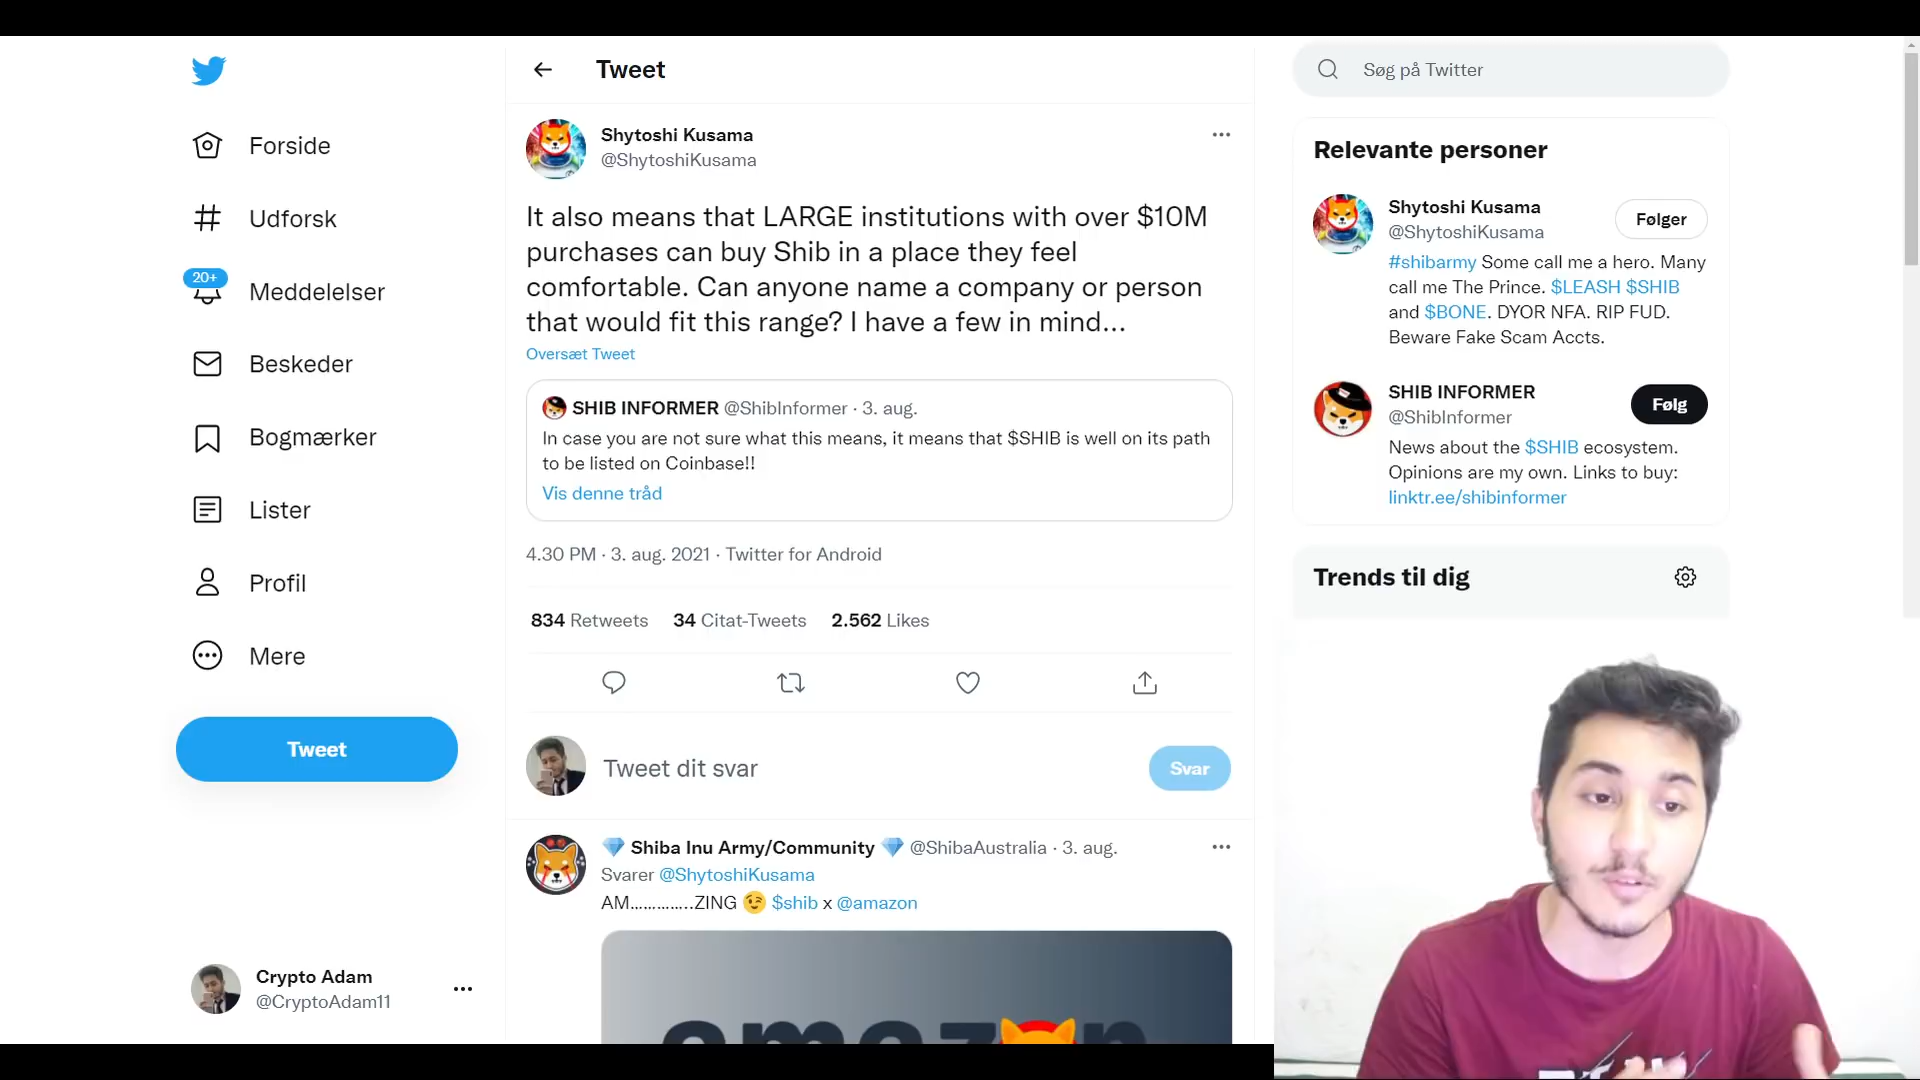 Tweet
Søg på Twitter
Forside
Udforsk
20+
Meddelelser
Beskeder
Bogmærker
Lister
Profil
Mere
Tweet
Crypto Adam
@CryptoAdam11
Shytoshi Kusama
@ShytoshiKusama
It also means that LARGE institutions with over $10M
purchases can buy Shib in a place they feel
comfortable. Can anyone name a company or person
that would fit this range? I have a few in mind...
Oversæt Tweet
SHIB INFORMER @ShibInformer · 3. aug.
In case you are not sure what this means, it means that $SHIB is well on its path
to be listed on Coinbase!!
Vis denne tråd
4.30 PM · 3. aug. 2021 · Twitter for Android
834 Retweets 34 Citat-Tweets 2.562 Likes
Tweet dit svar
Svar
💎 Shiba Inu Army/Community 💎 @ShibaAustralia · 3. aug.
Svarer @ShytoshiKusama
AM.............ZING 😉 $shib x @amazon
Relevante personer
Shytoshi Kusama
@ShytoshiKusama
Følger
#shibarmy Some call me a hero. Many
call me The Prince. $LEASH $SHIB
and $BONE. DYOR NFA. RIP FUD.
Beware Fake Scam Accts.
SHIB INFORMER
@ShibInformer
Følg
News about the $SHIB ecosystem.
Opinions are my own. Links to buy:
linktr.ee/shibinformer
Trends til dig